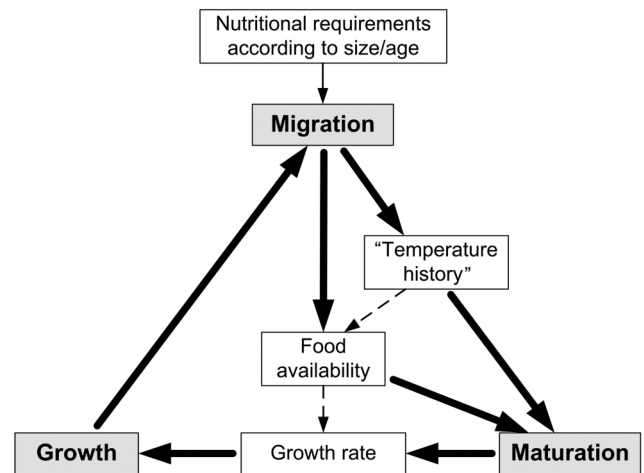 Nutritional requirements
according to size/age
Migration
“Temperature
history”
Food
availability
Growth
Growth rate
Maturation